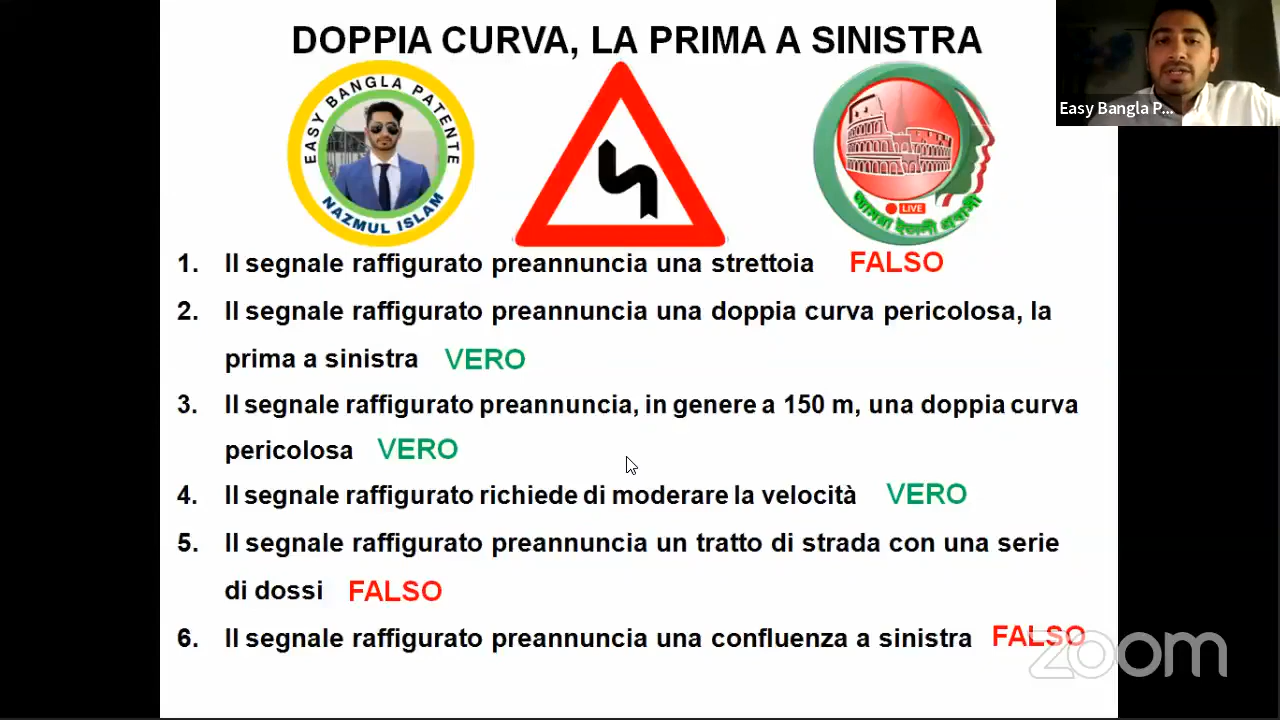 DOPPIA CURVA, LA PRIMA A SINISTRA
EASY BANGLA PATENTE
NAZMUL ISLAM
LIVE
আমরা ইতালী প্রবাসী
Easy Bangla P...
1. Il segnale raffigurato preannuncia una strettoia FALSO
2. Il segnale raffigurato preannuncia una doppia curva pericolosa, la
prima a sinistra VERO
3. Il segnale raffigurato preannuncia, in genere a 150 m, una doppia curva
pericolosa VERO
4. Il segnale raffigurato richiede di moderare la velocità VERO
5. Il segnale raffigurato preannuncia un tratto di strada con una serie
di dossi FALSO
6. Il segnale raffigurato preannuncia una confluenza a sinistra FALSO
zoom